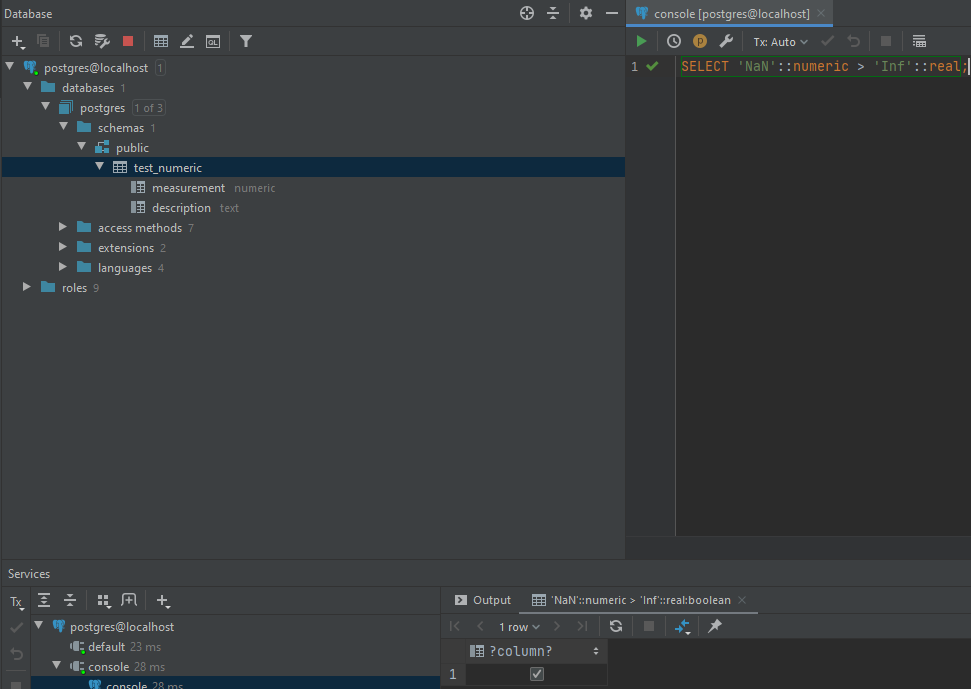 Database
postgres@localhost 1
databases 1
postgres 1 of 3
schemas 1
public
test_numeric
measurement numeric
description text
access methods 7
extensions 2
languages 4
roles 9
console [postgres@localhost]
P Tx: Auto
1 SELECT 'NaN'::numeric > 'Inf'::real;
Services
Tx
postgres@localhost
default 23 ms
console 28 ms
console 28 ms
Output 'NaN'::numeric > 'Inf'::real:boolean
1 row
?column?
1